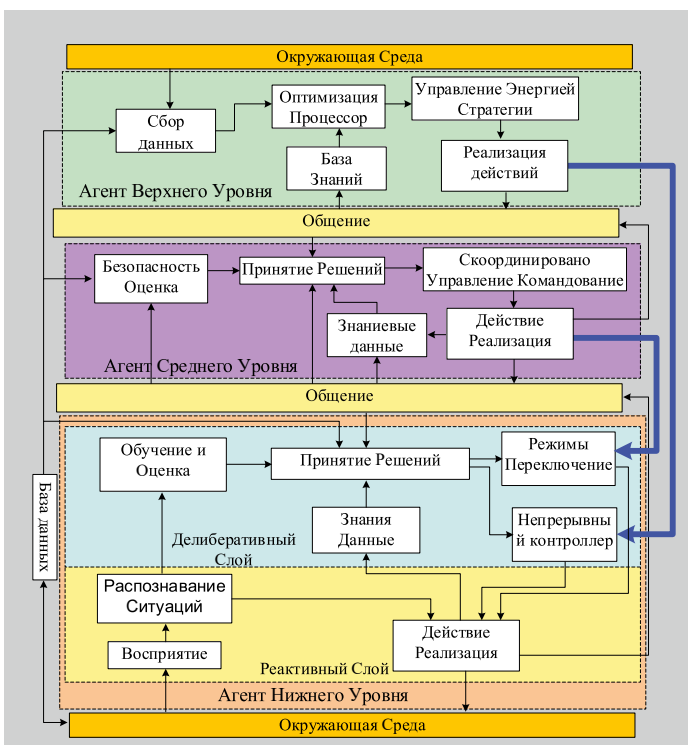 Окружающая Среда
Сбор
данных
Оптимизация
Процессор
Управление Энергией
Стратегии
База
Знаний
Реализация
действий
Агент Верхнего Уровня
Общение
Безопасность
Оценка
Принятие Решений
Скоординировано
Управление Командование
Знаниевые
данные
Действие
Реализация
Агент Среднего Уровня
Общение
Обучение и
Оценка
Принятие Решений
Режимы
Переключение
База данных
Знания
Данные
Непрерывны
й контроллер
Делиберативный
Слой
Распознавание
Ситуаций
Действие
Реализация
Восприятие
Реактивный Слой
Агент Нижнего Уровня
Окружающая Среда